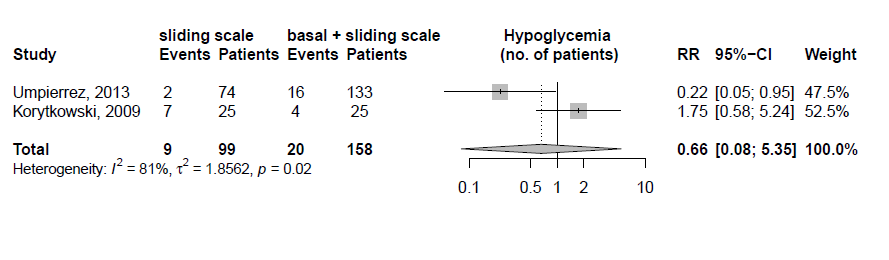 sliding scale basal + sliding scale Hypoglycemia
Study Events Patients Events Patients (no. of patients) RR 95%−CI Weight
Umpierrez, 2013 2 74 16 133 0.22 [0.05; 0.95] 47.5%
Korytkowski, 2009 7 25 4 25 1.75 [0.58; 5.24] 52.5%
Total 9 99 20 158 0.66 [0.08; 5.35] 100.0%
Heterogeneity: I² = 81%, τ² = 1.8562, p = 0.02
0.1 0.5 1 2 10